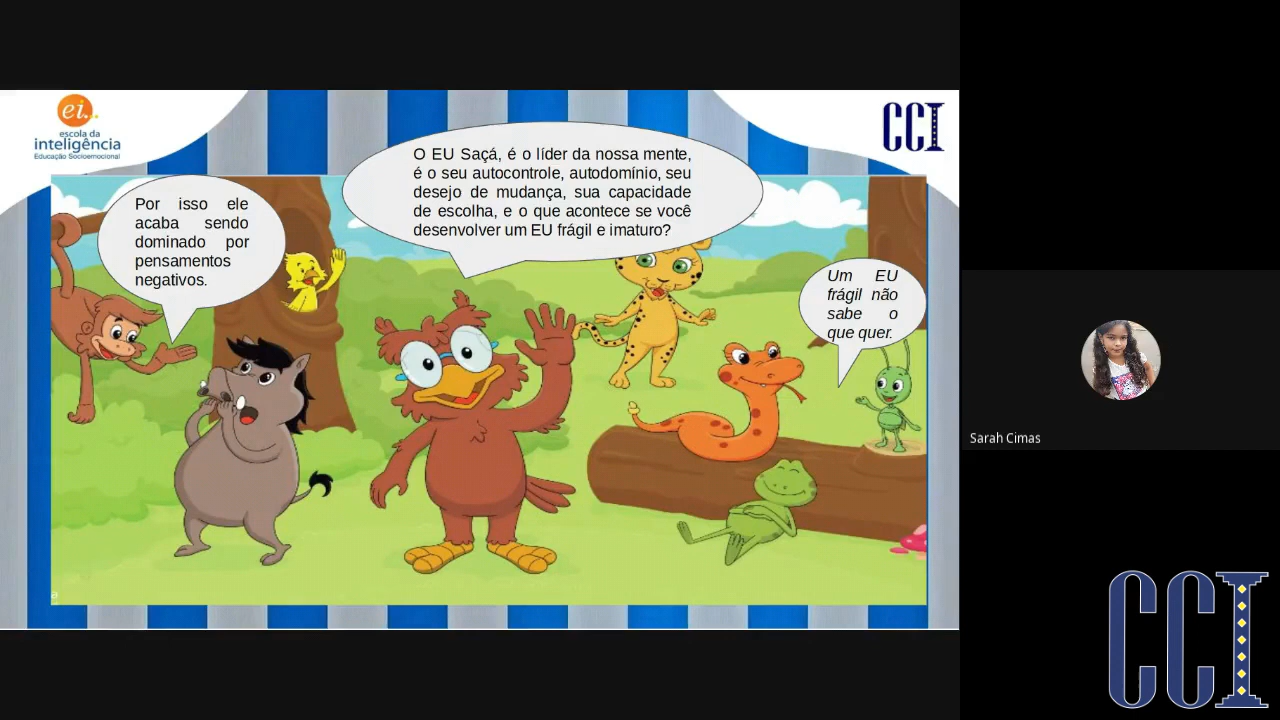 ei..
escola da
inteligência
Educação Socioemocional
CCI
O EU Saçá, é o líder da nossa mente,
é o seu autocontrole, autodomínio, seu
desejo de mudança, sua capacidade
de escolha, e o que acontece se você
desenvolver um EU frágil e imaturo?
Por isso ele
acaba sendo
dominado por
pensamentos
negativos.
Um EU
frágil não
sabe o
que quer.
Sarah Cimas
CCI